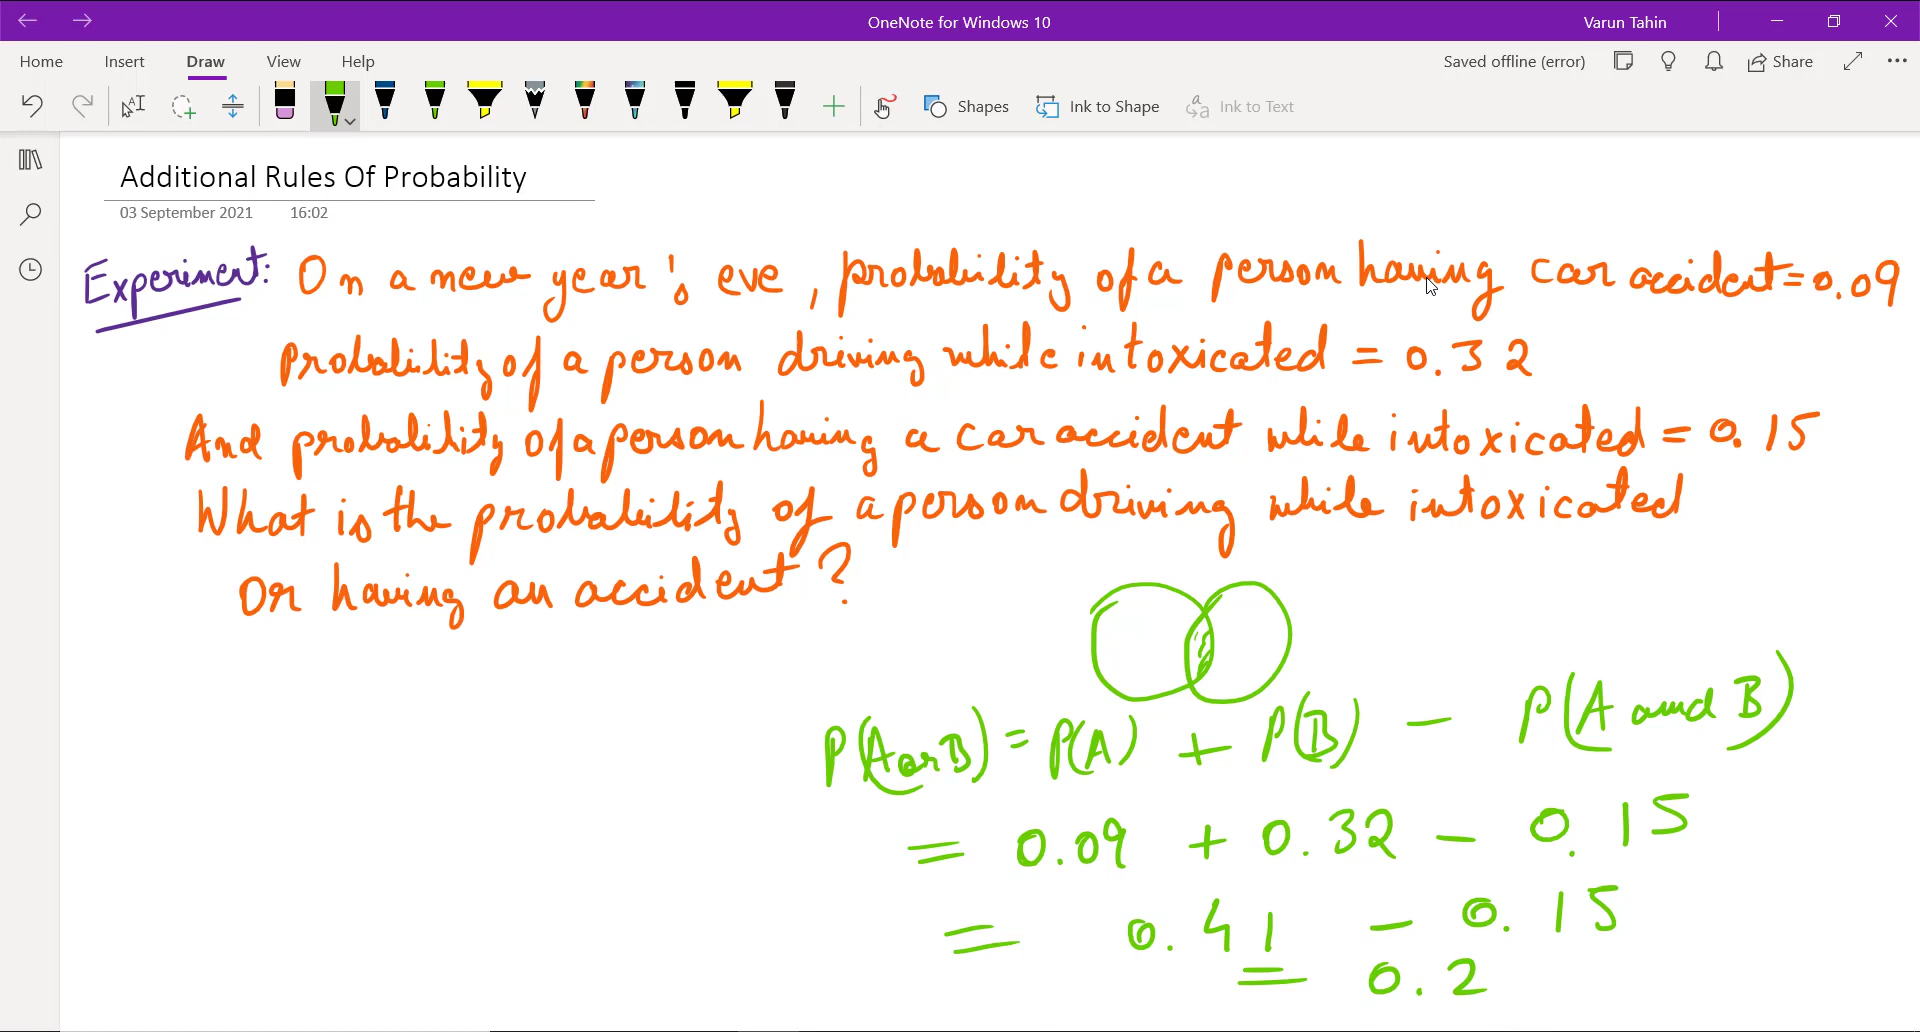 OneNote for Windows 10
Varun Tahin
Home Insert Draw View Help
Saved offline (error) Share
Shapes Ink to Shape Ink to Text
Additional Rules Of Probability
03 September 2021 16:02
Experiment: On a new year's eve, probability of a person having car accident = 0.09
Probability of a person driving while intoxicated = 0.32
And probability of a person having a car accident while intoxicated = 0.15
What is the probability of a person driving while intoxicated
Or having an accident?
P(A or B) = P(A) + P(B) - P(A and B)
= 0.09 + 0.32 - 0.15
= 0.41 - 0.15
= 0.2